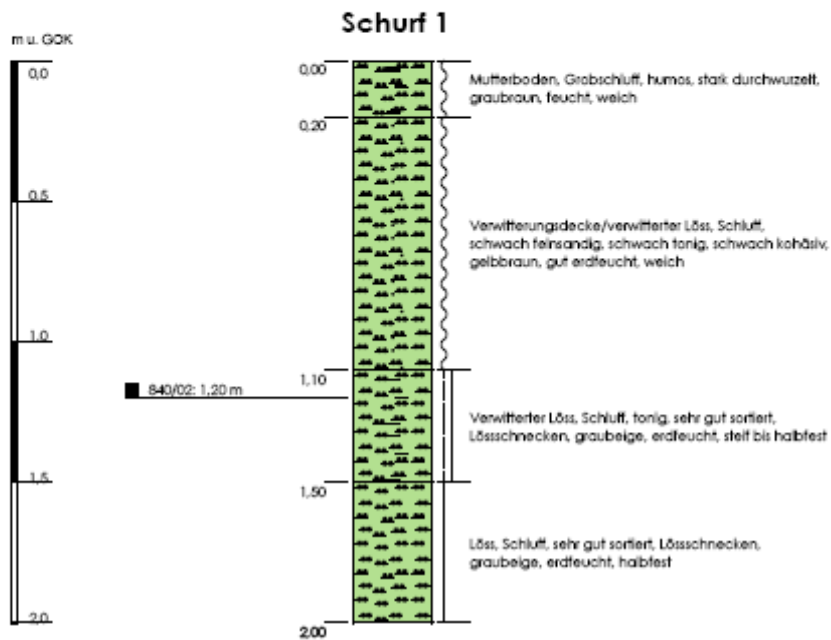 Schurf 1
m u. GOK
0,0
0,5
1,0
1,5
2,0
840/02: 1,20 m
0,00
0,20
1,10
1,50
2,00
Mutterboden, Grobschluff, humos, stark durchwurzelt,
graubraun, feucht, weich
Verwitterungsdecke/verwitterter Löss, Schluff,
schwach feinsandig, schwach tonig, schwach kohäsiv,
gelbbraun, gut erdfeucht, weich
Verwitterter Löss, Schluff, tonig, sehr gut sortiert,
Lössschnecken, graubeige, erdfeucht, steif bis halbfest
Löss, Schluff, sehr gut sortiert, Lössschnecken,
graubeige, erdfeucht, halbfest